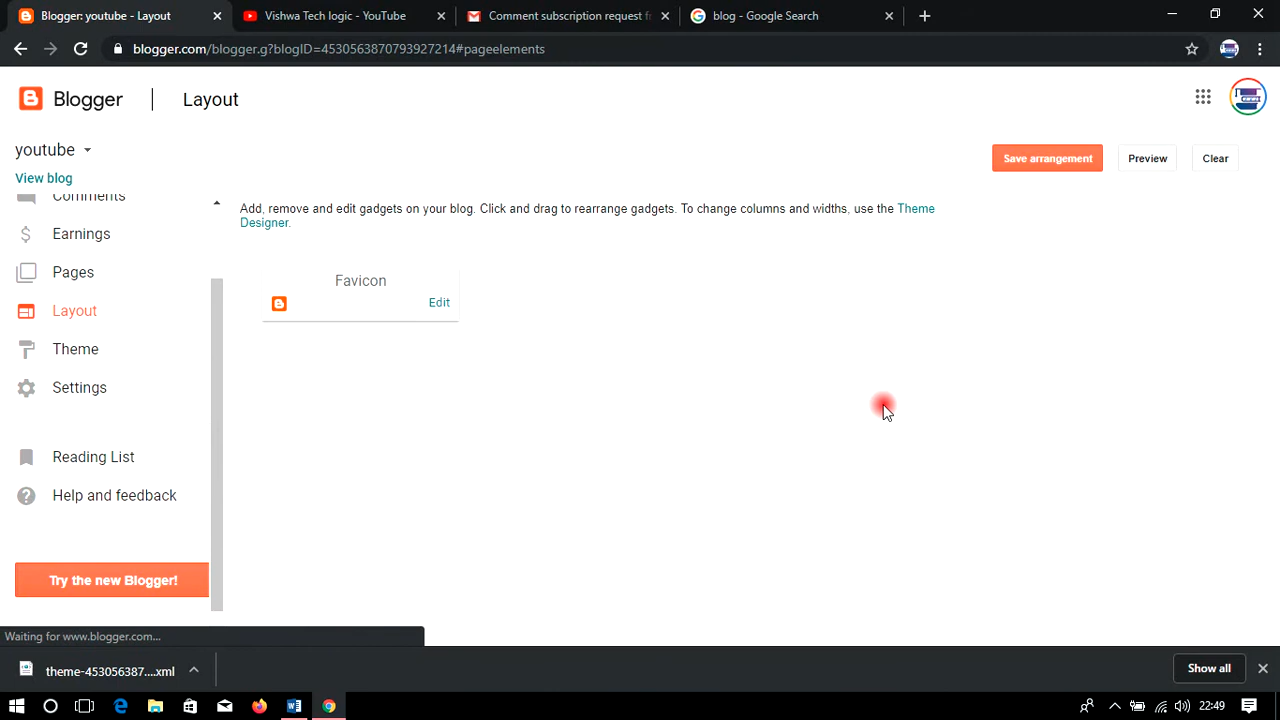 Blogger: youtube - Layout
Vishwa Tech logic - YouTube
Comment subscription request f
blog - Google Search
blogger.com/blogger.g?blogID=4530563870793927214#pageelements
Blogger
Layout
youtube
View blog
Save arrangement
Preview
Clear
Comments
Earnings
Pages
Layout
Theme
Settings
Reading List
Help and feedback
Try the new Blogger!
Add, remove and edit gadgets on your blog. Click and drag to rearrange gadgets. To change columns and widths, use the Theme
Designer.
Favicon
Edit
Waiting for www.blogger.com...
theme-453056387....xml
Show all
22:49